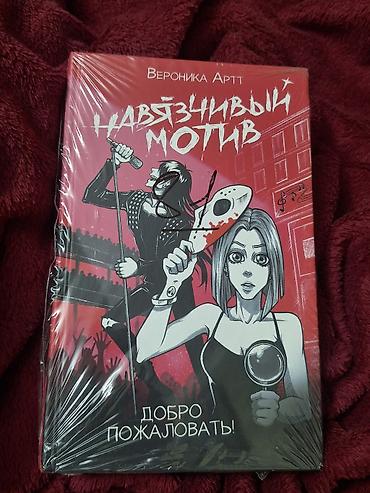 Вероника Артт
НАВЯЗЧИВЫЙ
МОТИВ
ДОБРО
ПОЖАЛОВАТЬ!